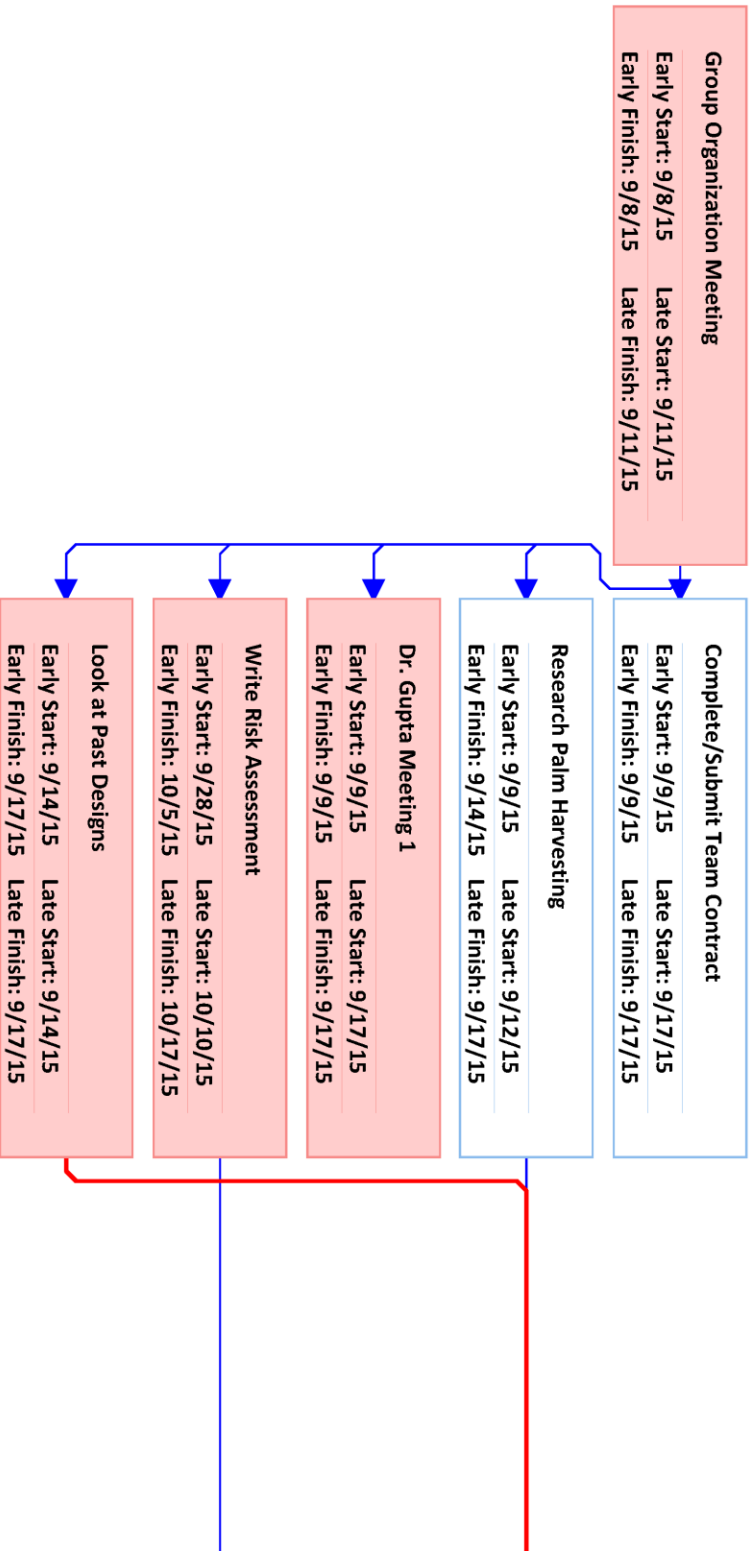 Group Organization Meeting
Early Start: 9/8/15 Late Start: 9/11/15
Early Finish: 9/8/15 Late Finish: 9/11/15
Complete/Submit Team Contract
Early Start: 9/9/15 Late Start: 9/17/15
Early Finish: 9/9/15 Late Finish: 9/17/15
Research Palm Harvesting
Early Start: 9/9/15 Late Start: 9/12/15
Early Finish: 9/14/15 Late Finish: 9/17/15
Dr. Gupta Meeting 1
Early Start: 9/9/15 Late Start: 9/17/15
Early Finish: 9/9/15 Late Finish: 9/17/15
Write Risk Assessment
Early Start: 9/28/15 Late Start: 10/10/15
Early Finish: 10/5/15 Late Finish: 10/17/15
Look at Past Designs
Early Start: 9/14/15 Late Start: 9/14/15
Early Finish: 9/17/15 Late Finish: 9/17/15